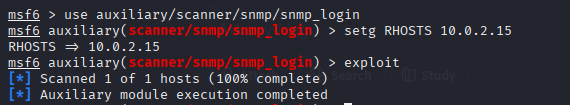 msf6 > use auxiliary/scanner/snmp/snmp_login
msf6 auxiliary(scanner/snmp/snmp_login) > setg RHOSTS 10.0.2.15
RHOSTS => 10.0.2.15
msf6 auxiliary(scanner/snmp/snmp_login) > exploit
[*] Scanned 1 of 1 hosts (100% complete)
[*] Auxiliary module execution completed
Search
Study